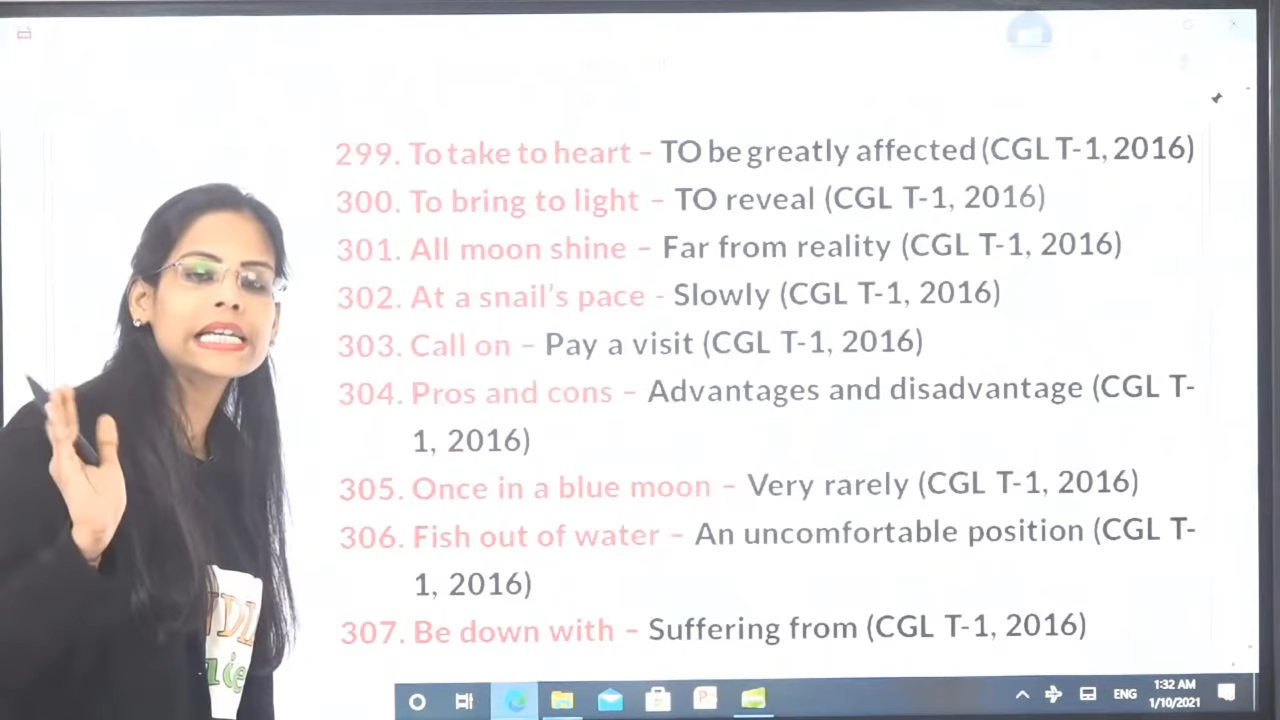 299. To take to heart – TO be greatly affected (CGL T-1, 2016)
300. To bring to light – TO reveal (CGL T-1, 2016)
301. All moon shine – Far from reality (CGL T-1, 2016)
302. At a snail's pace - Slowly (CGL T-1, 2016)
303. Call on – Pay a visit (CGL T-1, 2016)
304. Pros and cons – Advantages and disadvantage (CGL T-
1, 2016)
305. Once in a blue moon – Very rarely (CGL T-1, 2016)
306. Fish out of water – An uncomfortable position (CGL T-
1, 2016)
307. Be down with – Suffering from (CGL T-1, 2016)
ENG
1:32 AM
1/10/2021